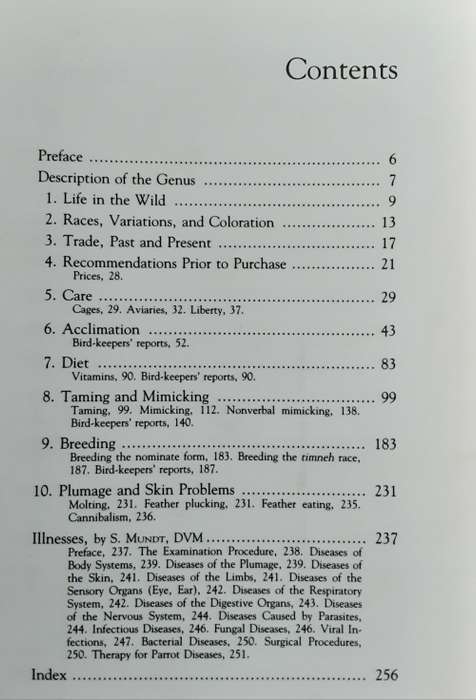 Contents
Preface ........................................................ 6
Description of the Genus ................................... 7
1. Life in the Wild ....................................... 9
2. Races, Variations, and Coloration .................. 13
3. Trade, Past and Present .............................. 17
4. Recommendations Prior to Purchase ................ 21
Prices, 28.
5. Care .................................................... 29
Cages, 29. Aviaries, 32. Liberty, 37.
6. Acclimation ........................................... 43
Bird-keepers' reports, 52.
7. Diet .................................................... 83
Vitamins, 90. Bird-keepers' reports, 90.
8. Taming and Mimicking .............................. 99
Taming, 99. Mimicking, 112. Nonverbal mimicking, 138.
Bird-keepers' reports, 140.
9. Breeding .............................................. 183
Breeding the nominate form, 183. Breeding the timneh race,
187. Bird-keepers' reports, 187.
10. Plumage and Skin Problems ........................ 231
Molting, 231. Feather plucking, 231. Feather eating, 235.
Cannibalism, 236.
Illnesses, by S. MUNDT, DVM .............................. 237
Preface, 237. The Examination Procedure, 238. Diseases of
Body Systems, 239. Diseases of the Plumage, 239. Diseases of
the Skin, 241. Diseases of the Limbs, 241. Diseases of the
Sensory Organs (Eye, Ear), 242. Diseases of the Respiratory
System, 242. Diseases of the Digestive Organs, 243. Diseases
of the Nervous System, 244. Diseases Caused by Parasites,
244. Infectious Diseases, 246. Fungal Diseases, 246. Viral In-
fections, 247. Bacterial Diseases, 250. Surgical Procedures,
250. Therapy for Parrot Diseases, 251.
Index ......................................................... 256